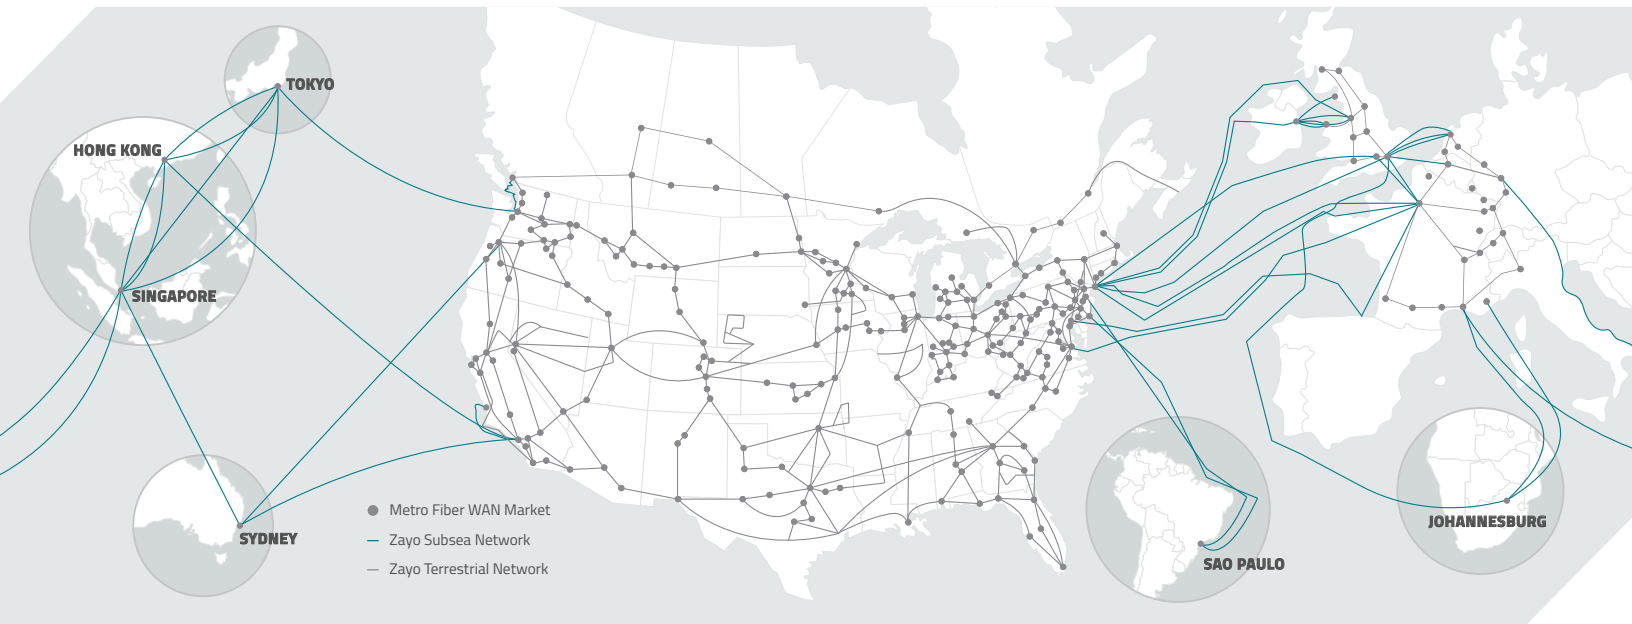 TOKYO
HONG KONG
SINGAPORE
SYDNEY
Metro Fiber WAN Market
Zayo Subsea Network
Zayo Terrestrial Network
SAO PAULO
JOHANNESBURG